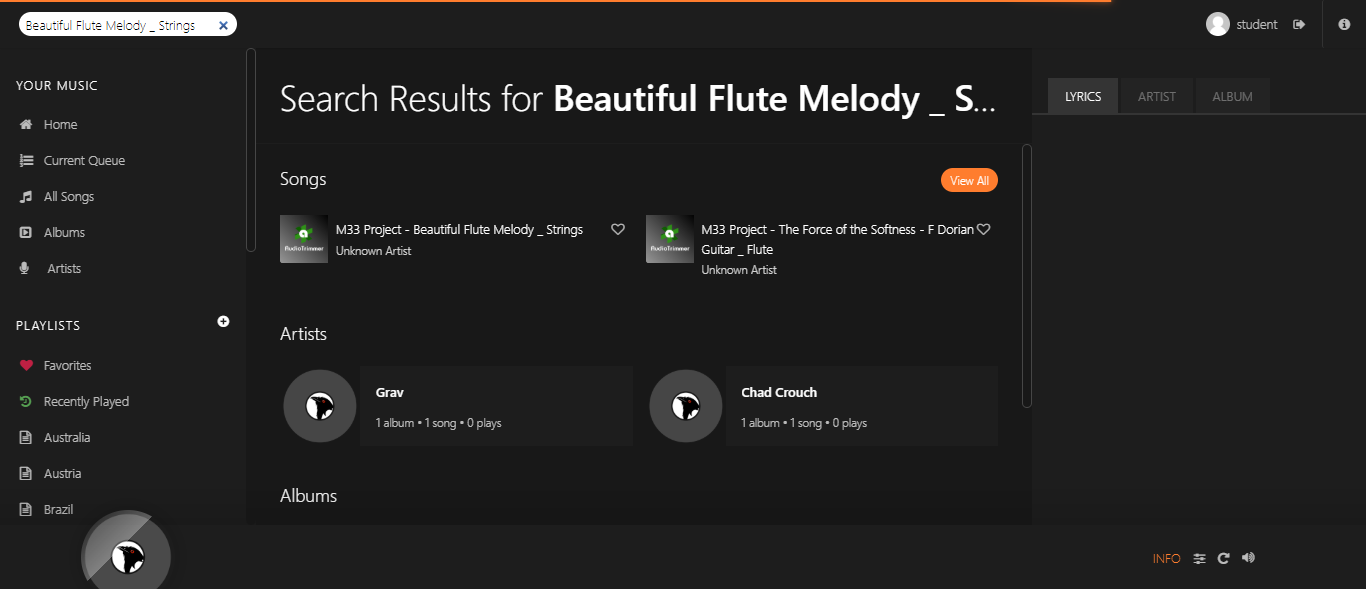 Beautiful Flute Melody _ Strings
student
YOUR MUSIC
Home
Current Queue
All Songs
Albums
Artists
PLAYLISTS
Favorites
Recently Played
Australia
Austria
Brazil
Search Results for Beautiful Flute Melody _ S...
Songs
View All
AudioTrimmer
M33 Project - Beautiful Flute Melody _ Strings
Unknown Artist
AudioTrimmer
M33 Project - The Force of the Softness - F Dorian
Guitar _ Flute
Unknown Artist
Artists
Grav
1 album • 1 song • 0 plays
Chad Crouch
1 album • 1 song • 0 plays
Albums
LYRICS
ARTIST
ALBUM
INFO